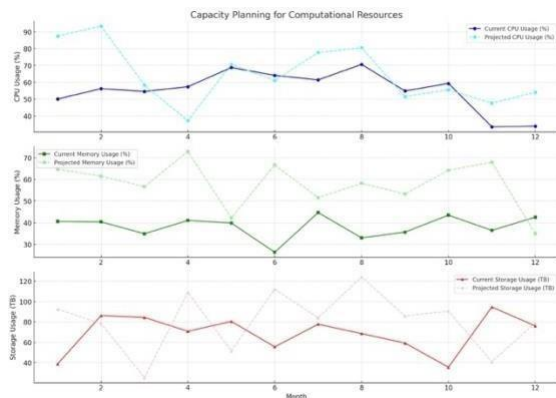 Capacity Planning for Computational Resources
Current CPU Usage (%)
Projected CPU Usage (%)
CPU Usage (%)
90
80
70
60
50
40
2 4 6 8 10 12
Current Memory Usage (%)
Projected Memory Usage (%)
Memory Usage (%)
70
60
50
40
30
2 4 6 8 10 12
Current Storage Usage (TB)
Projected Storage Usage (TB)
Storage Usage (TB)
120
100
80
60
40
2 4 6 8 10 12
Month